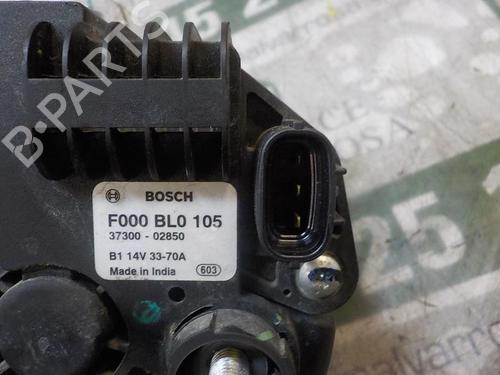 B-PARTS
BOSCH
F000 BL0 105
37300 - 02850
B1 14V 33-70A
Made in India
603